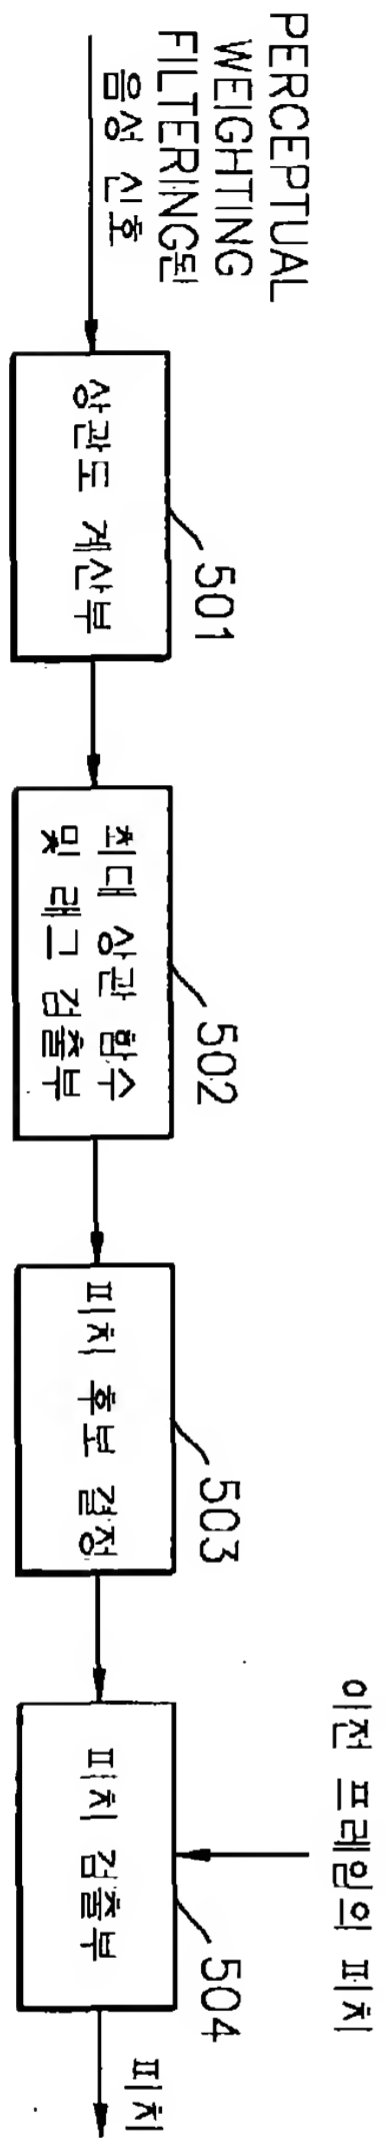 PERCEPTUAL
WEIGHTING
FILTERING된
음성 신호
501
상관도 계산부
502
최대 상관 함수
및 래그 검출부
503
피치 후보 결정
이전 프레임의 피치
504
피치 검출부
피치